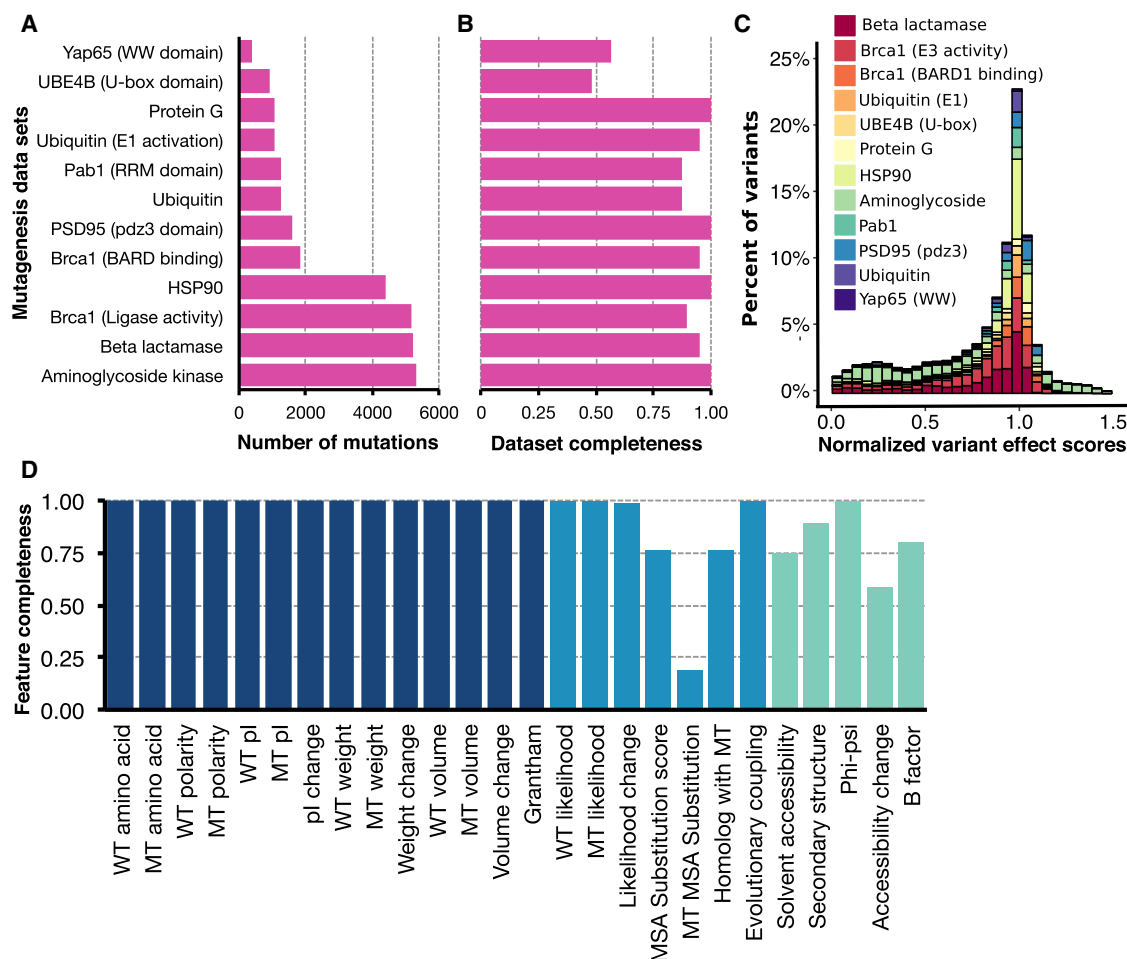 A
Mutagenesis data sets
Yap65 (WW domain)
UBE4B (U-box domain)
Protein G
Ubiquitin (E1 activation)
Pab1 (RRM domain)
Ubiquitin
PSD95 (pdz3 domain)
Brca1 (BARD binding)
HSP90
Brca1 (Ligase activity)
Beta lactamase
Aminoglycoside kinase
0 2000 4000 6000
Number of mutations
B
0 0.25 0.50 0.75 1.00
Dataset completeness
C
Beta lactamase
Brca1 (E3 activity)
Brca1 (BARD1 binding)
Ubiquitin (E1)
UBE4B (U-box)
Protein G
HSP90
Aminoglycoside
Pab1
PSD95 (pdz3)
Ubiquitin
Yap65 (WW)
Percent of variants
25%
20%
15%
10%
5%
-
0%
0.0 0.5 1.0 1.5
Normalized variant effect scores
D
Feature completeness
1.00
0.75
0.50
0.25
0.00
WT amino acid
MT amino acid
WT polarity
MT polarity
WT pI
MT pI
pI change
WT weight
MT weight
Weight change
WT volume
MT volume
Volume change
Grantham
WT likelihood
MT likelihood
Likelihood change
MSA Substitution score
MT MSA Substitution
Homolog with MT
Evolutionary coupling
Solvent accessibility
Secondary structure
Phi-psi
Accessibility change
B factor